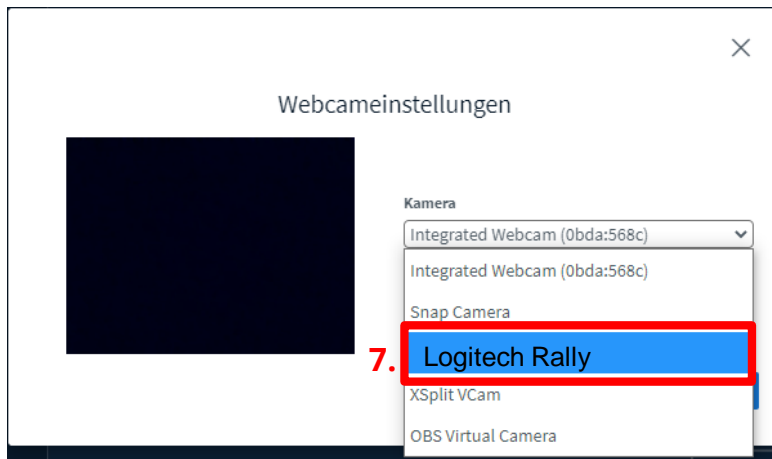 Webcameinstellungen
Kamera
Integrated Webcam (0bda:568c)
Integrated Webcam (0bda:568c)
Snap Camera
7. Logitech Rally
XSplit VCam
OBS Virtual Camera